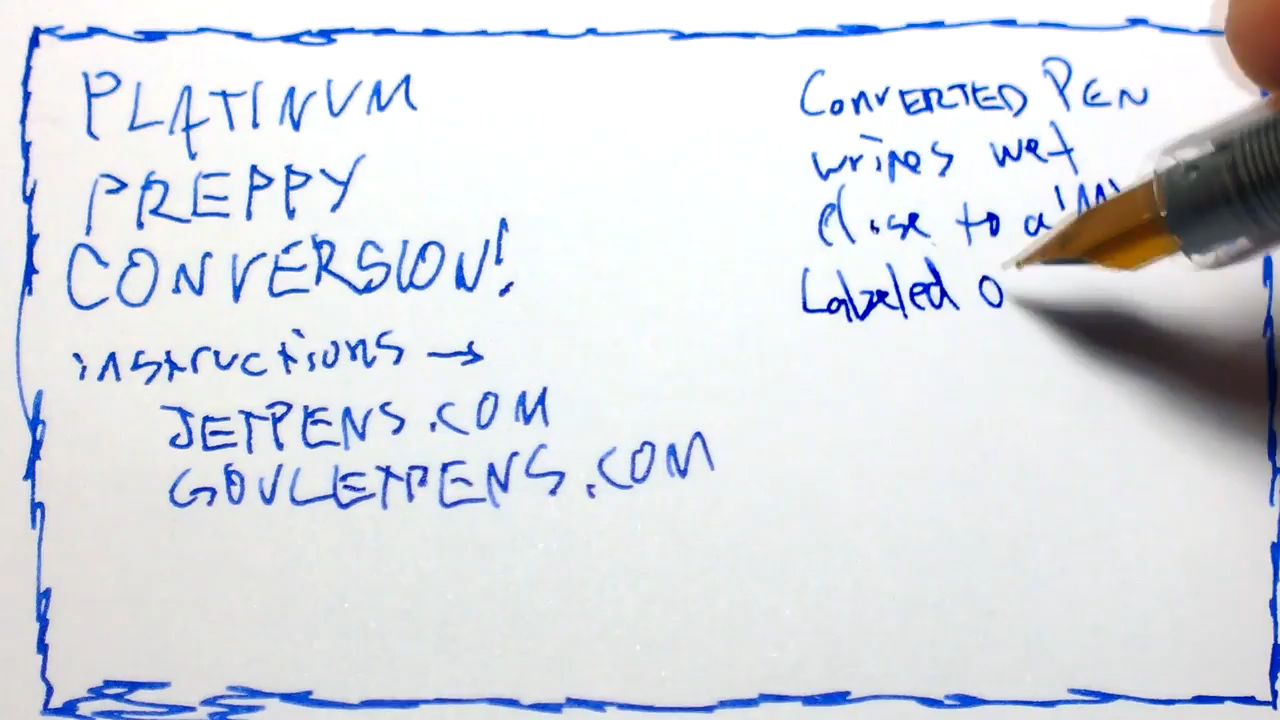 PLATINUM
PREPPY
CONVERSION!
instructions →
JETPENS.COM
GOULETPENS.COM
CONVERTED PEN
writes wet
close to a "M
Labeled o